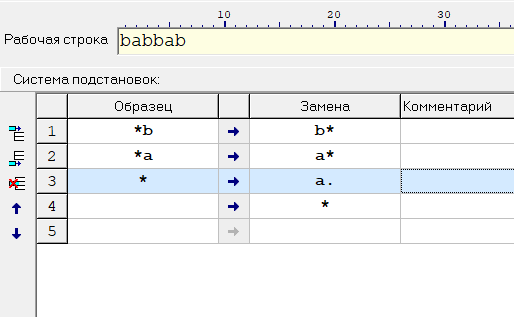 10 20 30
Рабочая строка babbab
Система подстановок:
Образец Замена Комментарий
1 *b → b*
2 *a → a*
3 * → a.
4 → *
5 →